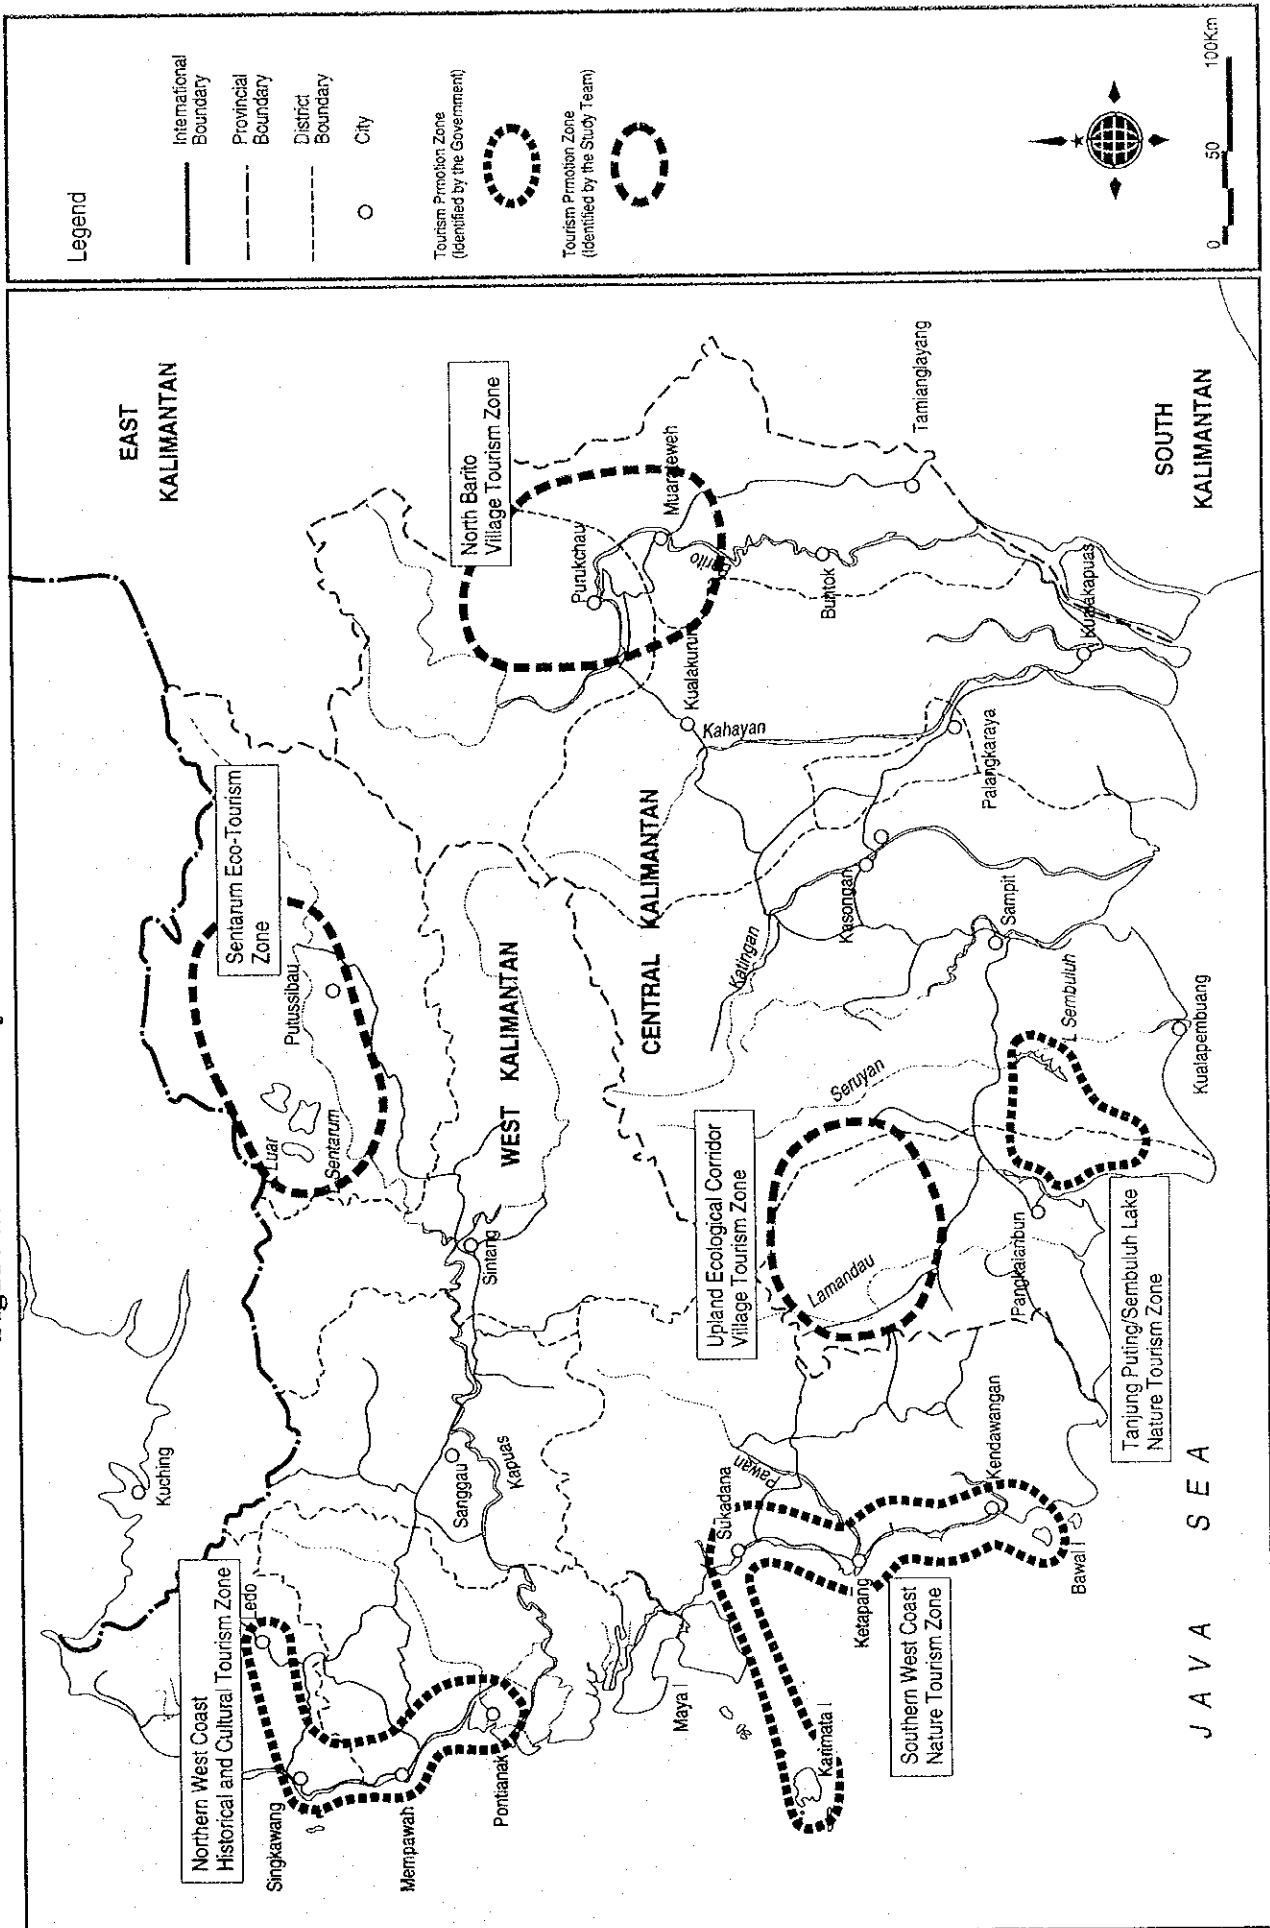 Legend
International
Boundary
Provincial
Boundary
District
Boundary
City
Tourism Prmotion Zone
(Identified by the Government)
Tourism Prmotion Zone
(Identified by the Study Team)
0
50
100Km
EAST
KALIMANTAN
SOUTH
KALIMANTAN
CENTRAL KALIMANTAN
WEST KALIMANTAN
JAVA SEA
North Barito
Village Tourism Zone
Sentarum Eco-Tourism
Zone
Upland Ecological Corridor
Village Tourism Zone
Tanjung Puting/Sembuluh Lake
Nature Tourism Zone
Southern West Coast
Nature Tourism Zone
Northern West Coast
Historical and Cultural Tourism Zone
Kuching
Ledo
Singkawang
Mempawah
Pontianak
Sanggau
Kapuas
Sintang
Putussibau
Luar
Sentarum
Purukchau
Muarateweh
Buntok
Tamianglayang
Kualakurun
Kahayan
Kualakapuas
Palangkaraya
Kasongan
Katingan
Sampit
L Sembuluh
Kualapembuang
Seruyan
Lamandau
Pangkalanbun
Kendawangan
Pawan
Sukadana
Ketapang
Bawal I
Maya I
Karimata I